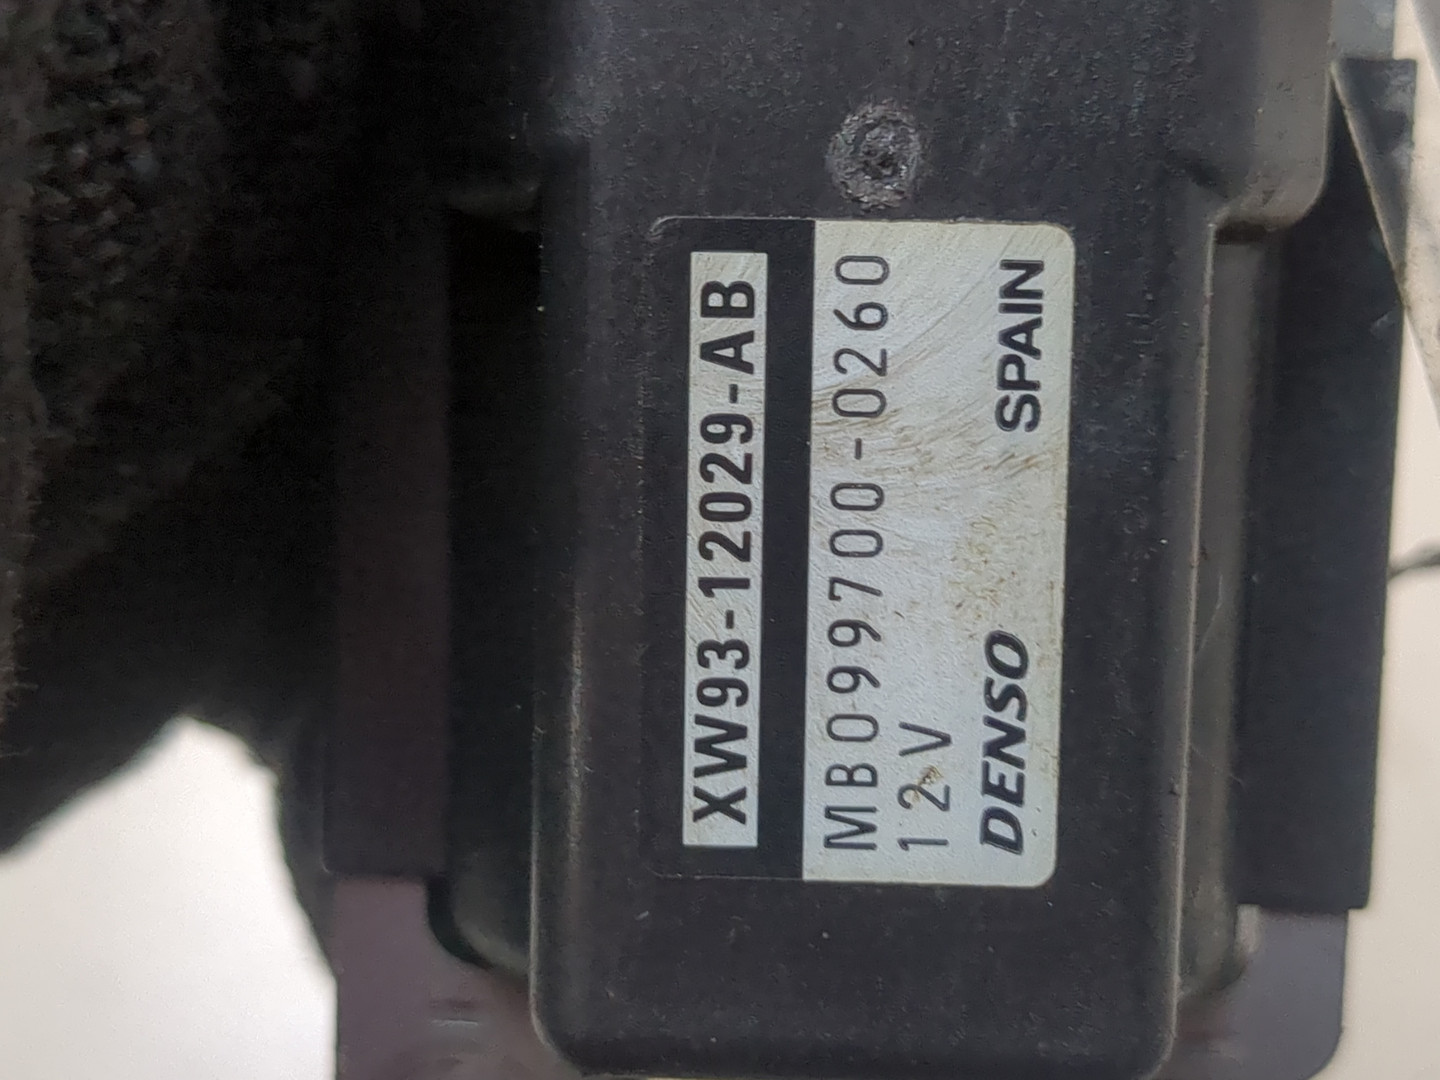 XW93-12029-AB
MB099700-0260
12V
DENSO SPAIN